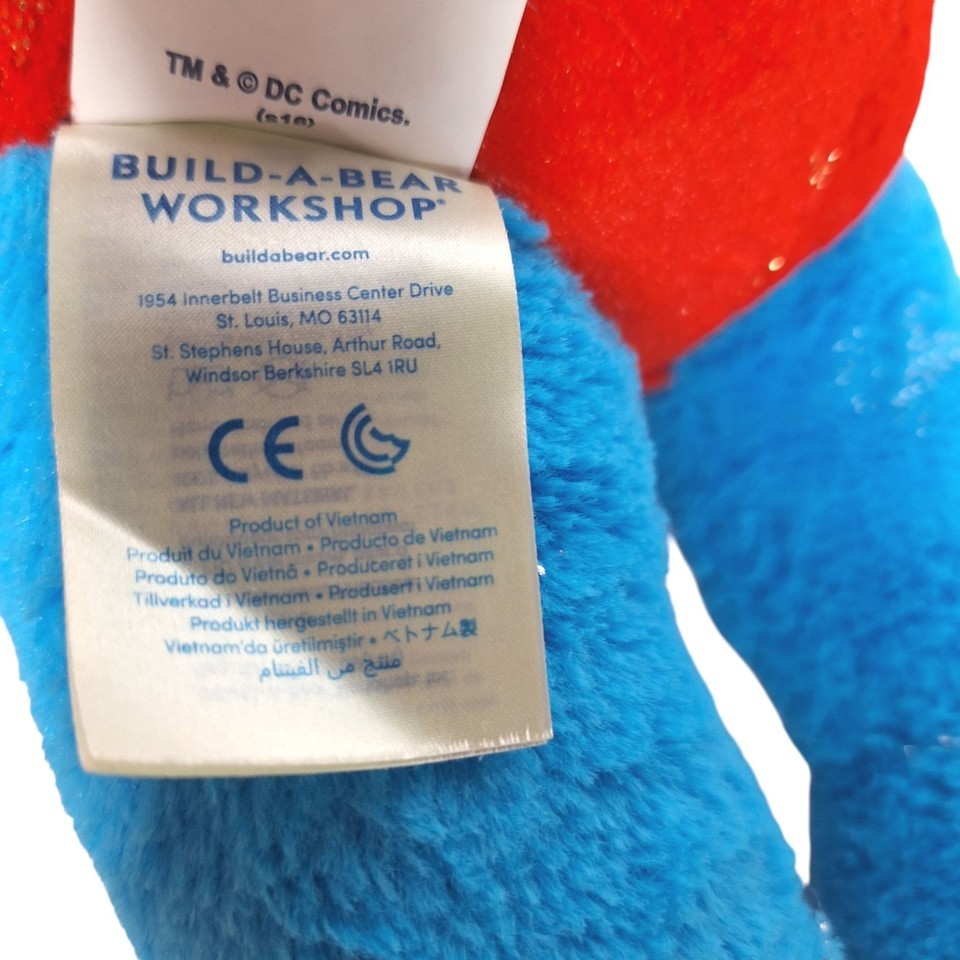 TM & © DC Comics.
(s16)
BUILD-A-BEAR
WORKSHOP®
buildabear.com
1954 Innerbelt Business Center Drive
St. Louis, MO 63114
St. Stephens House, Arthur Road,
Windsor Berkshire SL4 1RU
CE
Product of Vietnam
Produit du Vietnam • Producto de Vietnam
Produto do Vietnã • Produceret i Vietnam
Tillverkad i Vietnam • Produsert i Vietnam
Produkt hergestellt in Vietnam
Vietnam'da üretilmiştir • ベトナム製
منتج من الفيتنام